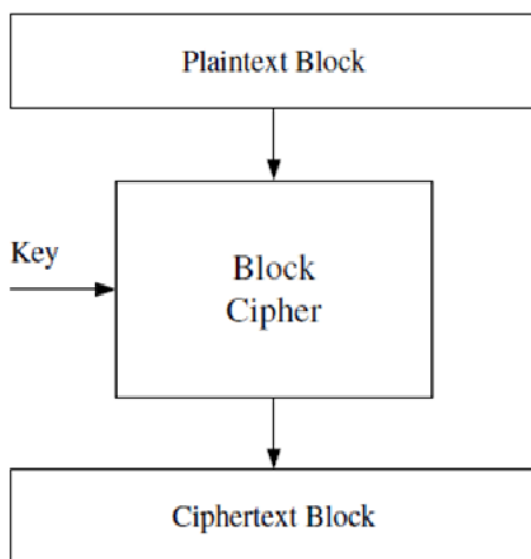 Plaintext Block
Key
Block
Cipher
Ciphertext Block